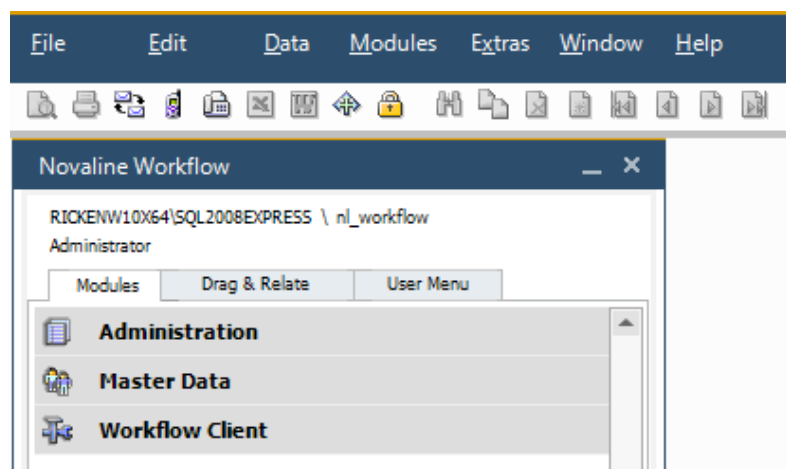 File Edit Data Modules Extras Window Help
Novaline Workflow
RICKENW10X64\SQL2008EXPRESS \ nl_workflow
Administrator
Modules Drag & Relate User Menu
Administration
Master Data
Workflow Client